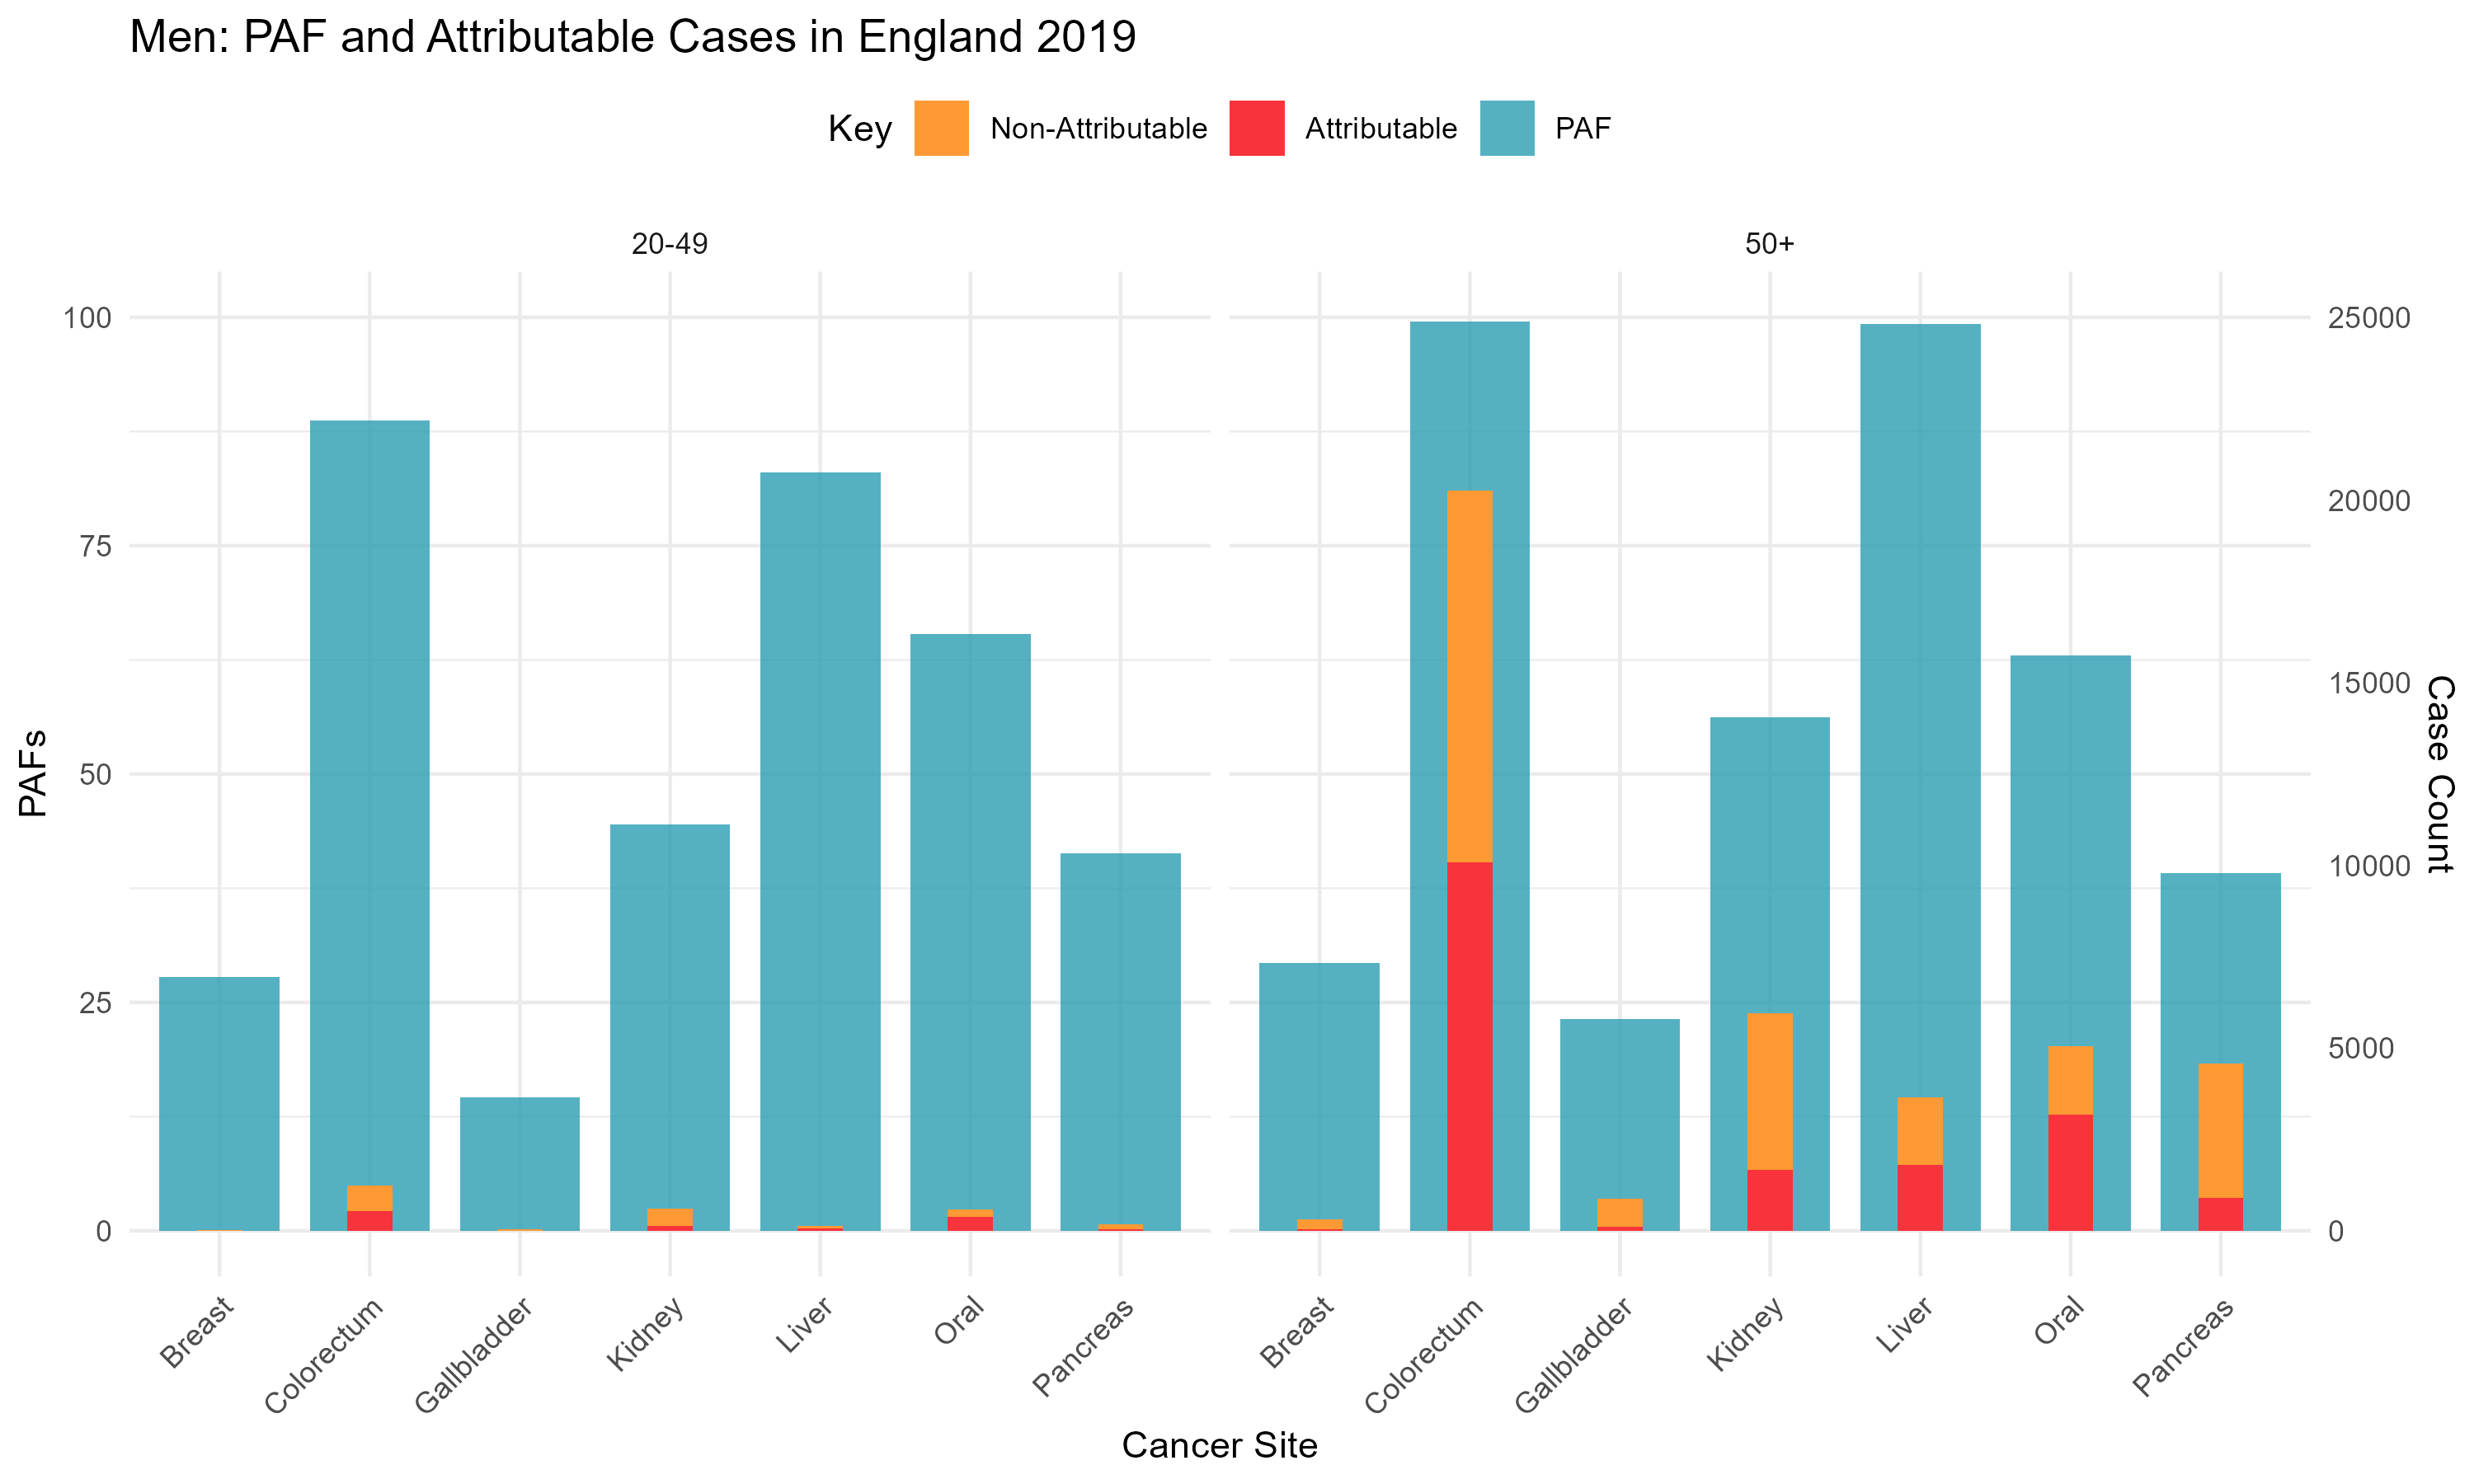 Men: PAF and Attributable Cases in England 2019
Key Non-Attributable Attributable PAF
20-49 50+
100 25000
20000
75
15000
50
10000
25
5000
0 0
PAFs
Case Count
Breast Colorectum Gallbladder Kidney Liver Oral Pancreas Breast Colorectum Gallbladder Kidney Liver Oral Pancreas
Cancer Site